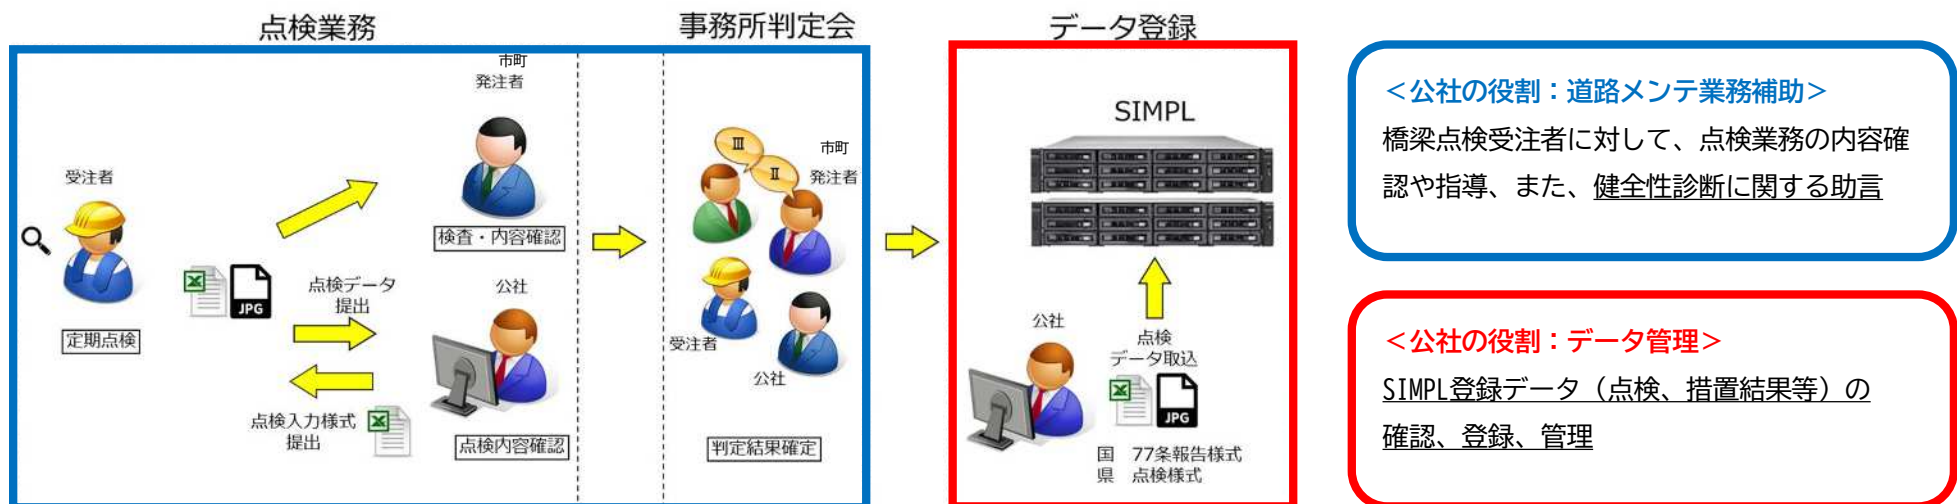 点検業務
事務所判定会
データ登録
市町
発注者
受注者
検査・内容確認
定期点検
JPG
点検データ
提出
公社
点検入力様式
提出
点検内容確認
Ⅲ
Ⅱ
市町
発注者
受注者
公社
判定結果確定
SIMPL
公社
点検
データ取込
JPG
国 77条報告様式
県 点検様式
<公社の役割：道路メンテ業務補助>
橋梁点検受注者に対して、点検業務の内容確
認や指導、また、健全性診断に関する助言
<公社の役割：データ管理>
SIMPL登録データ（点検、措置結果等）の
確認、登録、管理